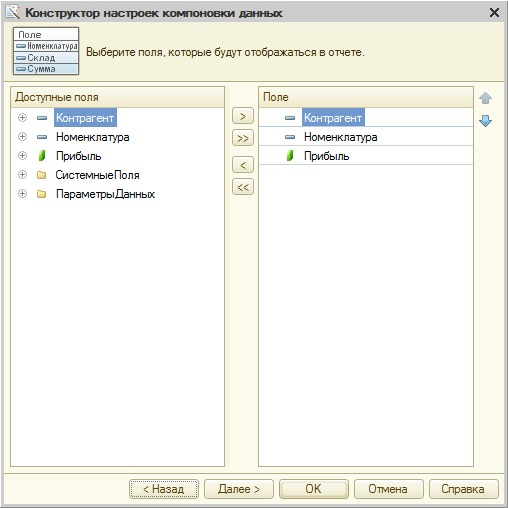 Конструктор настроек компоновки данных
Поле
Номенклатура
Склад
Сумма
Выберите поля, которые будут отображаться в отчете.
Доступные поля
Контрагент
Номенклатура
Прибыль
СистемныеПоля
ПараметрыДанных
>
>>
<
<<
Поле
Контрагент
Номенклатура
Прибыль
< Назад
Далее >
OK
Отмена
Справка